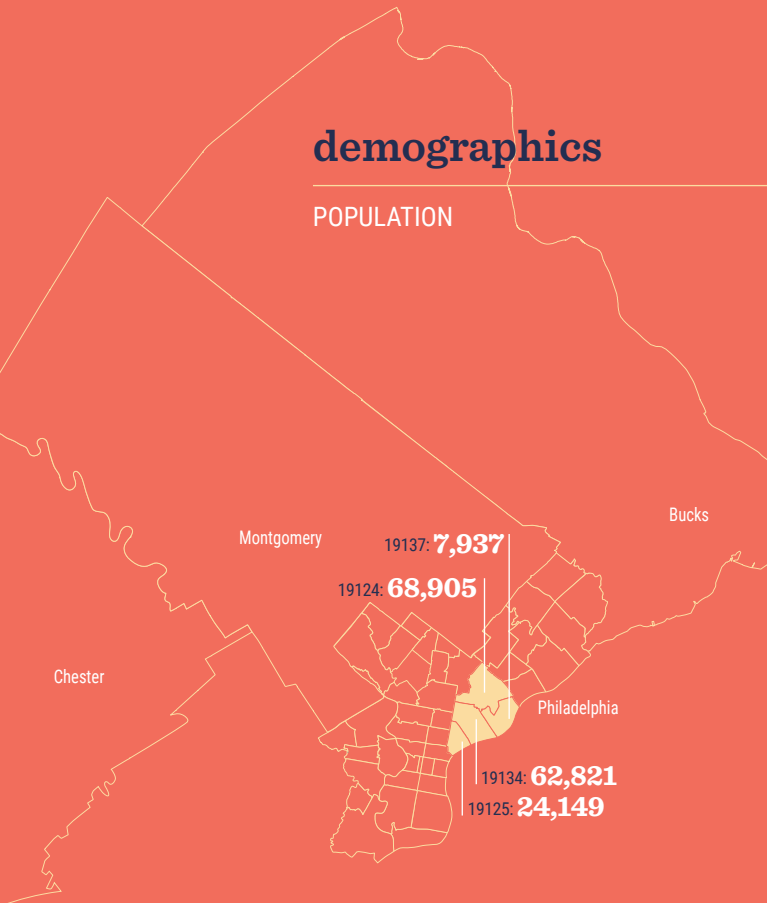 demographics
POPULATION
Bucks
Montgomery
19137: 7,937
19124: 68,905
Chester
Philadelphia
19134: 62,821
19125: 24,149